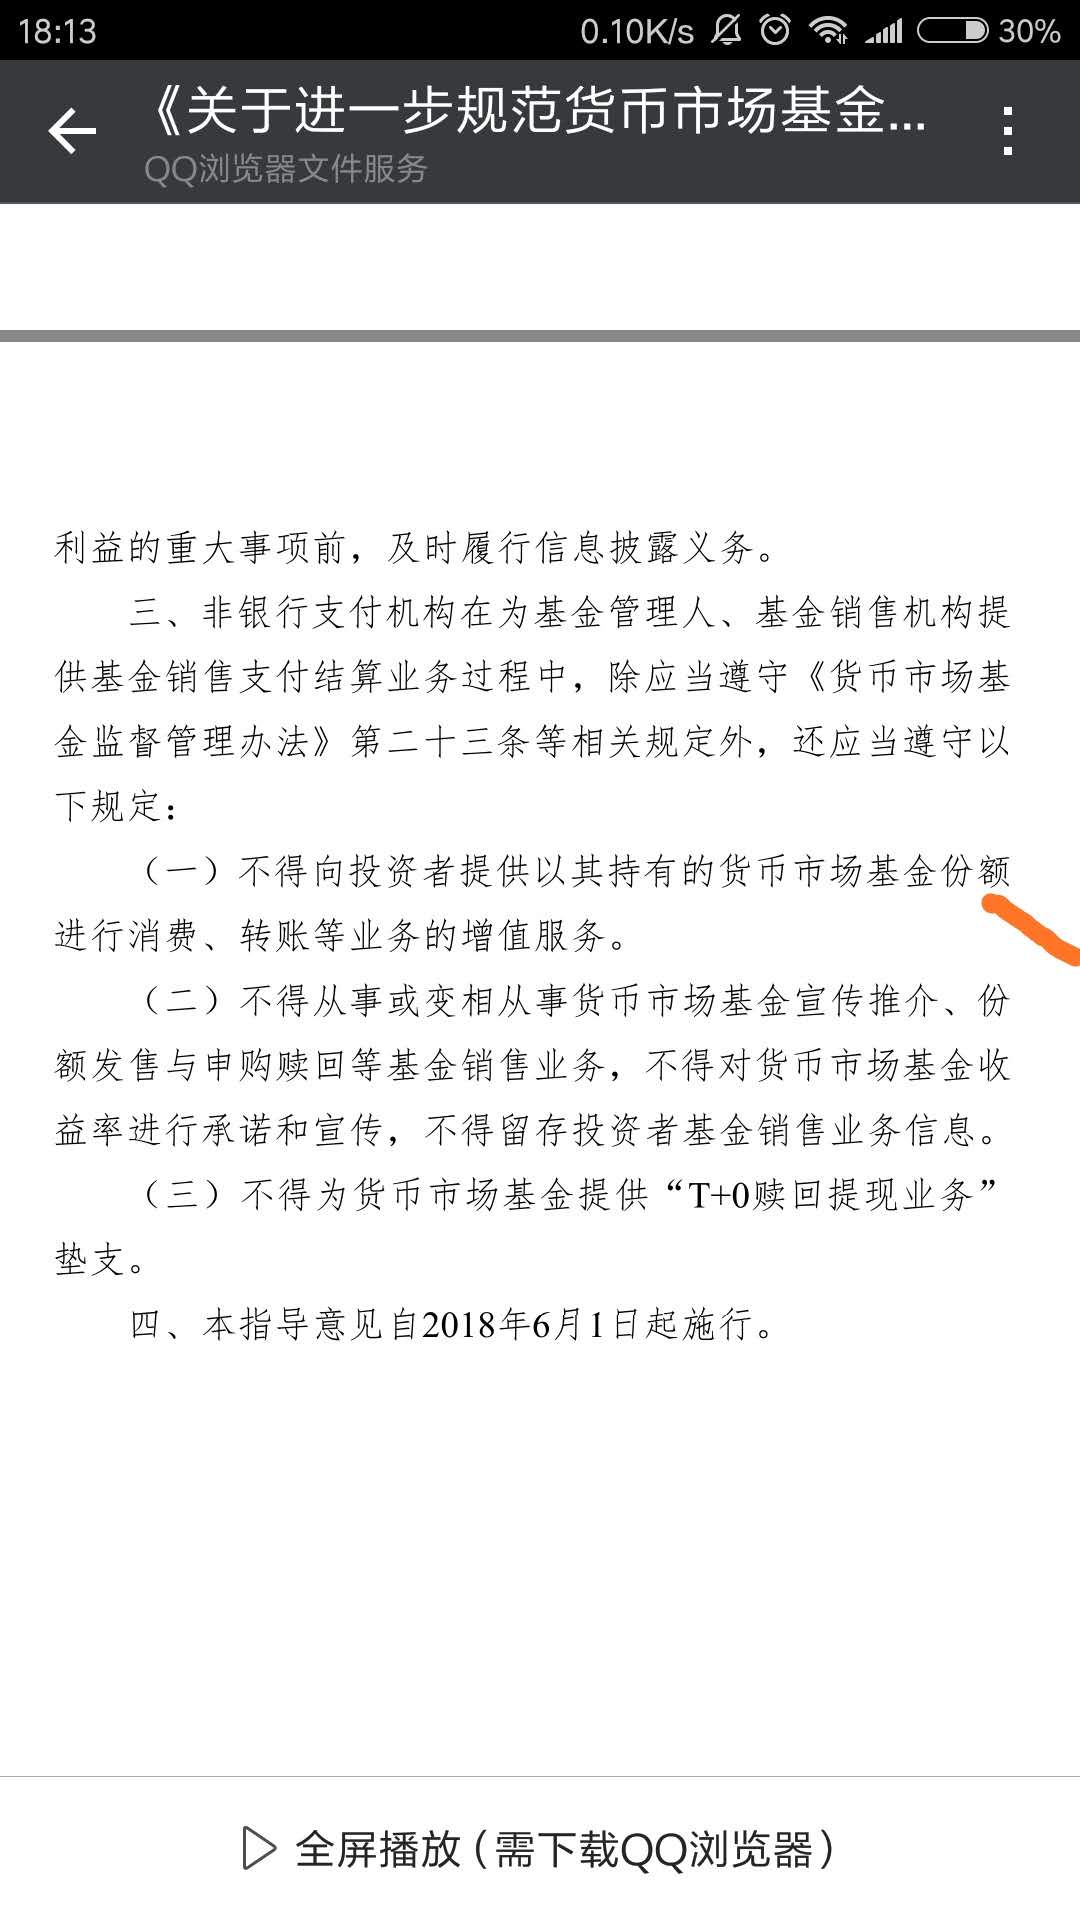 18:13
0.10K/s
30%
《关于进一步规范货币市场基金...
QQ浏览器文件服务
利益的重大事项前，及时履行信息披露义务。
三、非银行支付机构在为基金管理人、基金销售机构提
供基金销售支付结算业务过程中，除应当遵守《货币市场基
金监督管理办法》第二十三条等相关规定外，还应当遵守以
下规定：
（一）不得向投资者提供以其持有的货币市场基金份额
进行消费、转账等业务的增值服务。
（二）不得从事或变相从事货币市场基金宣传推介、份
额发售与申购赎回等基金销售业务，不得对货币市场基金收
益率进行承诺和宣传，不得留存投资者基金销售业务信息。
（三）不得为货币市场基金提供“T+0赎回提现业务”
垫支。
四、本指导意见自2018年6月1日起施行。
全屏播放（需下载QQ浏览器）